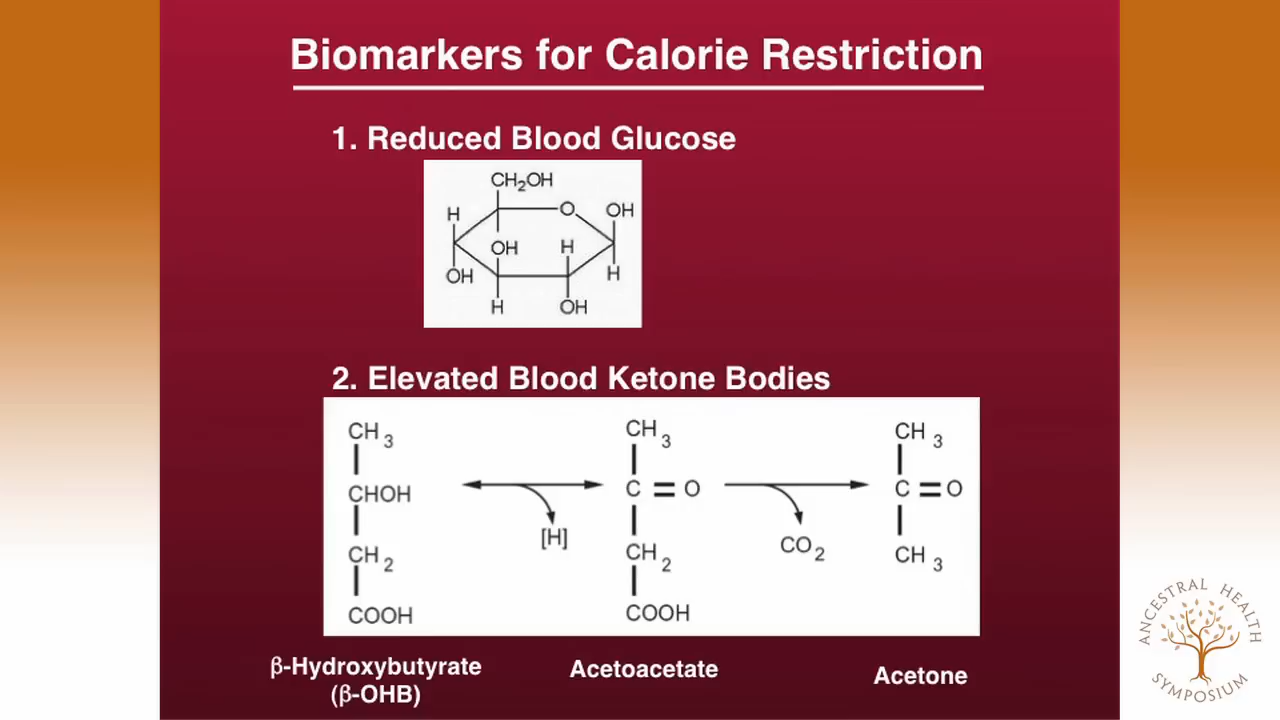 Biomarkers for Calorie Restriction
1. Reduced Blood Glucose
CH2OH
H
O
OH
OH
H
OH
H
H
OH
2. Elevated Blood Ketone Bodies
CH3
CH3
CH3
CHOH
C = O
C = O
[H]
CO2
CH2
CH2
CH3
COOH
COOH
β-Hydroxybutyrate
(β-OHB)
Acetoacetate
Acetone
ANCESTRAL HEALTH
SYMPOSIUM